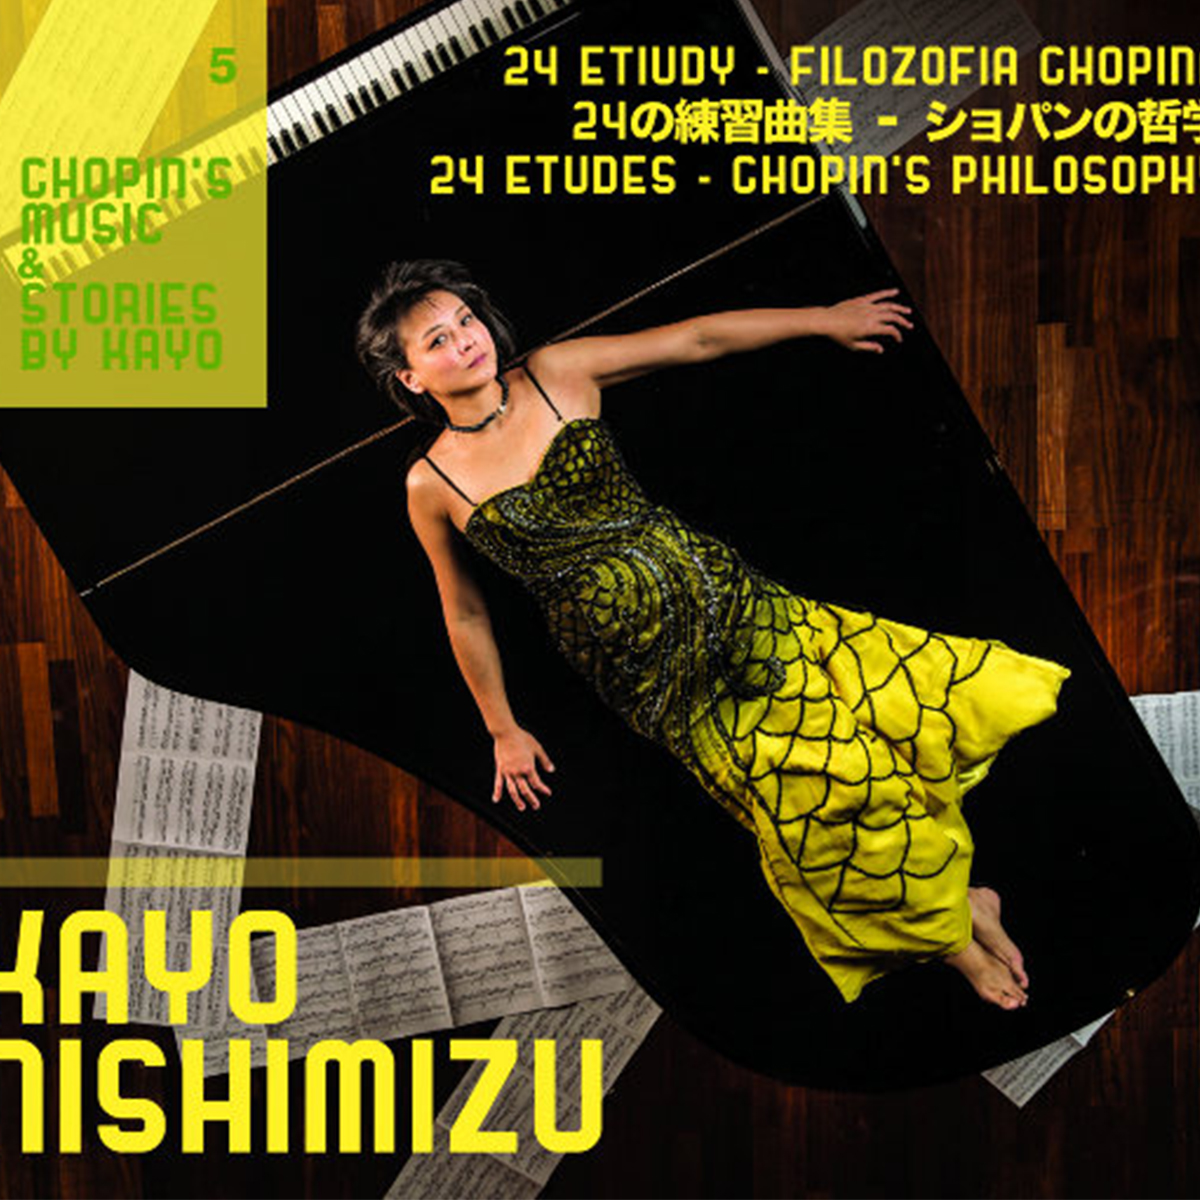 5
CHOPIN'S
MUSIC
&
STORIES
BY KAYO
24 ETIUDY - FILOZOFIA CHOPIN
24の練習曲集 - ショパンの哲学
24 ETUDES - CHOPIN'S PHILOSOPH
KAYO
NISHIMIZU